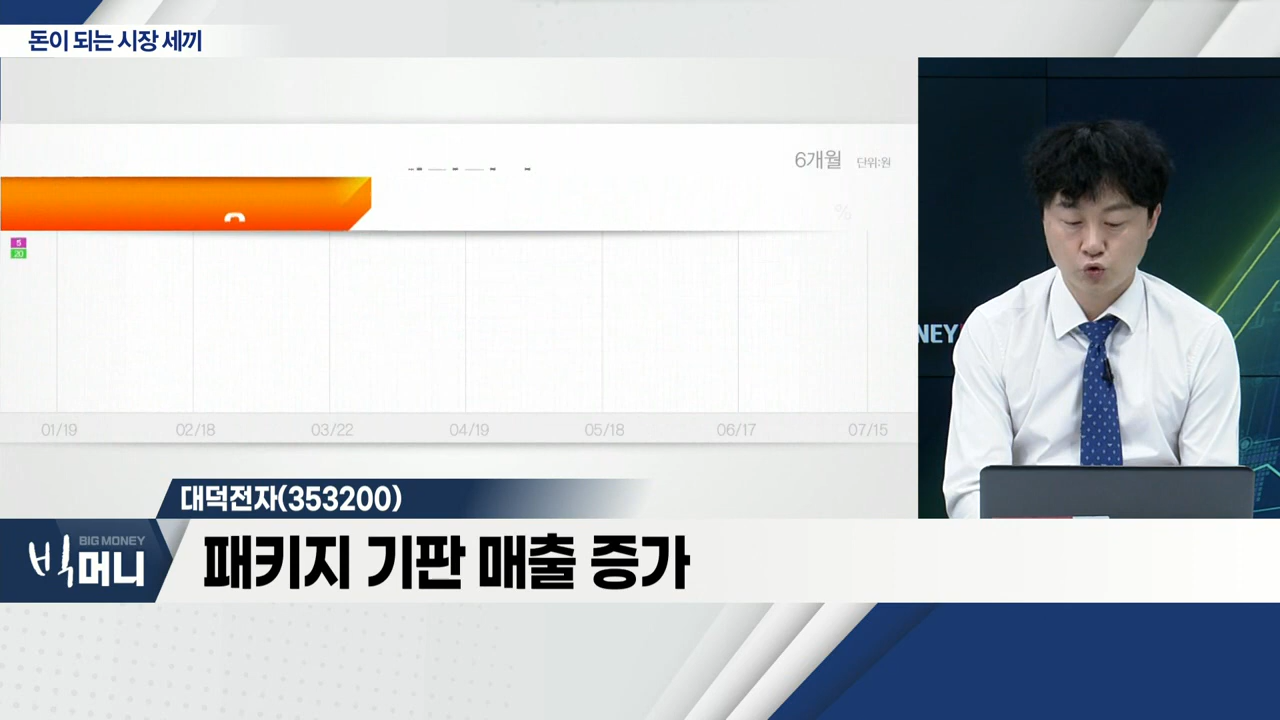 돈이 되는 시장 세끼
6개월 단위:원
%
5
20
NEY
01/19 02/18 03/22 04/19 05/18 06/17 07/15
대덕전자(353200)
BIG MONEY
빅머니
패키지 기판 매출 증가